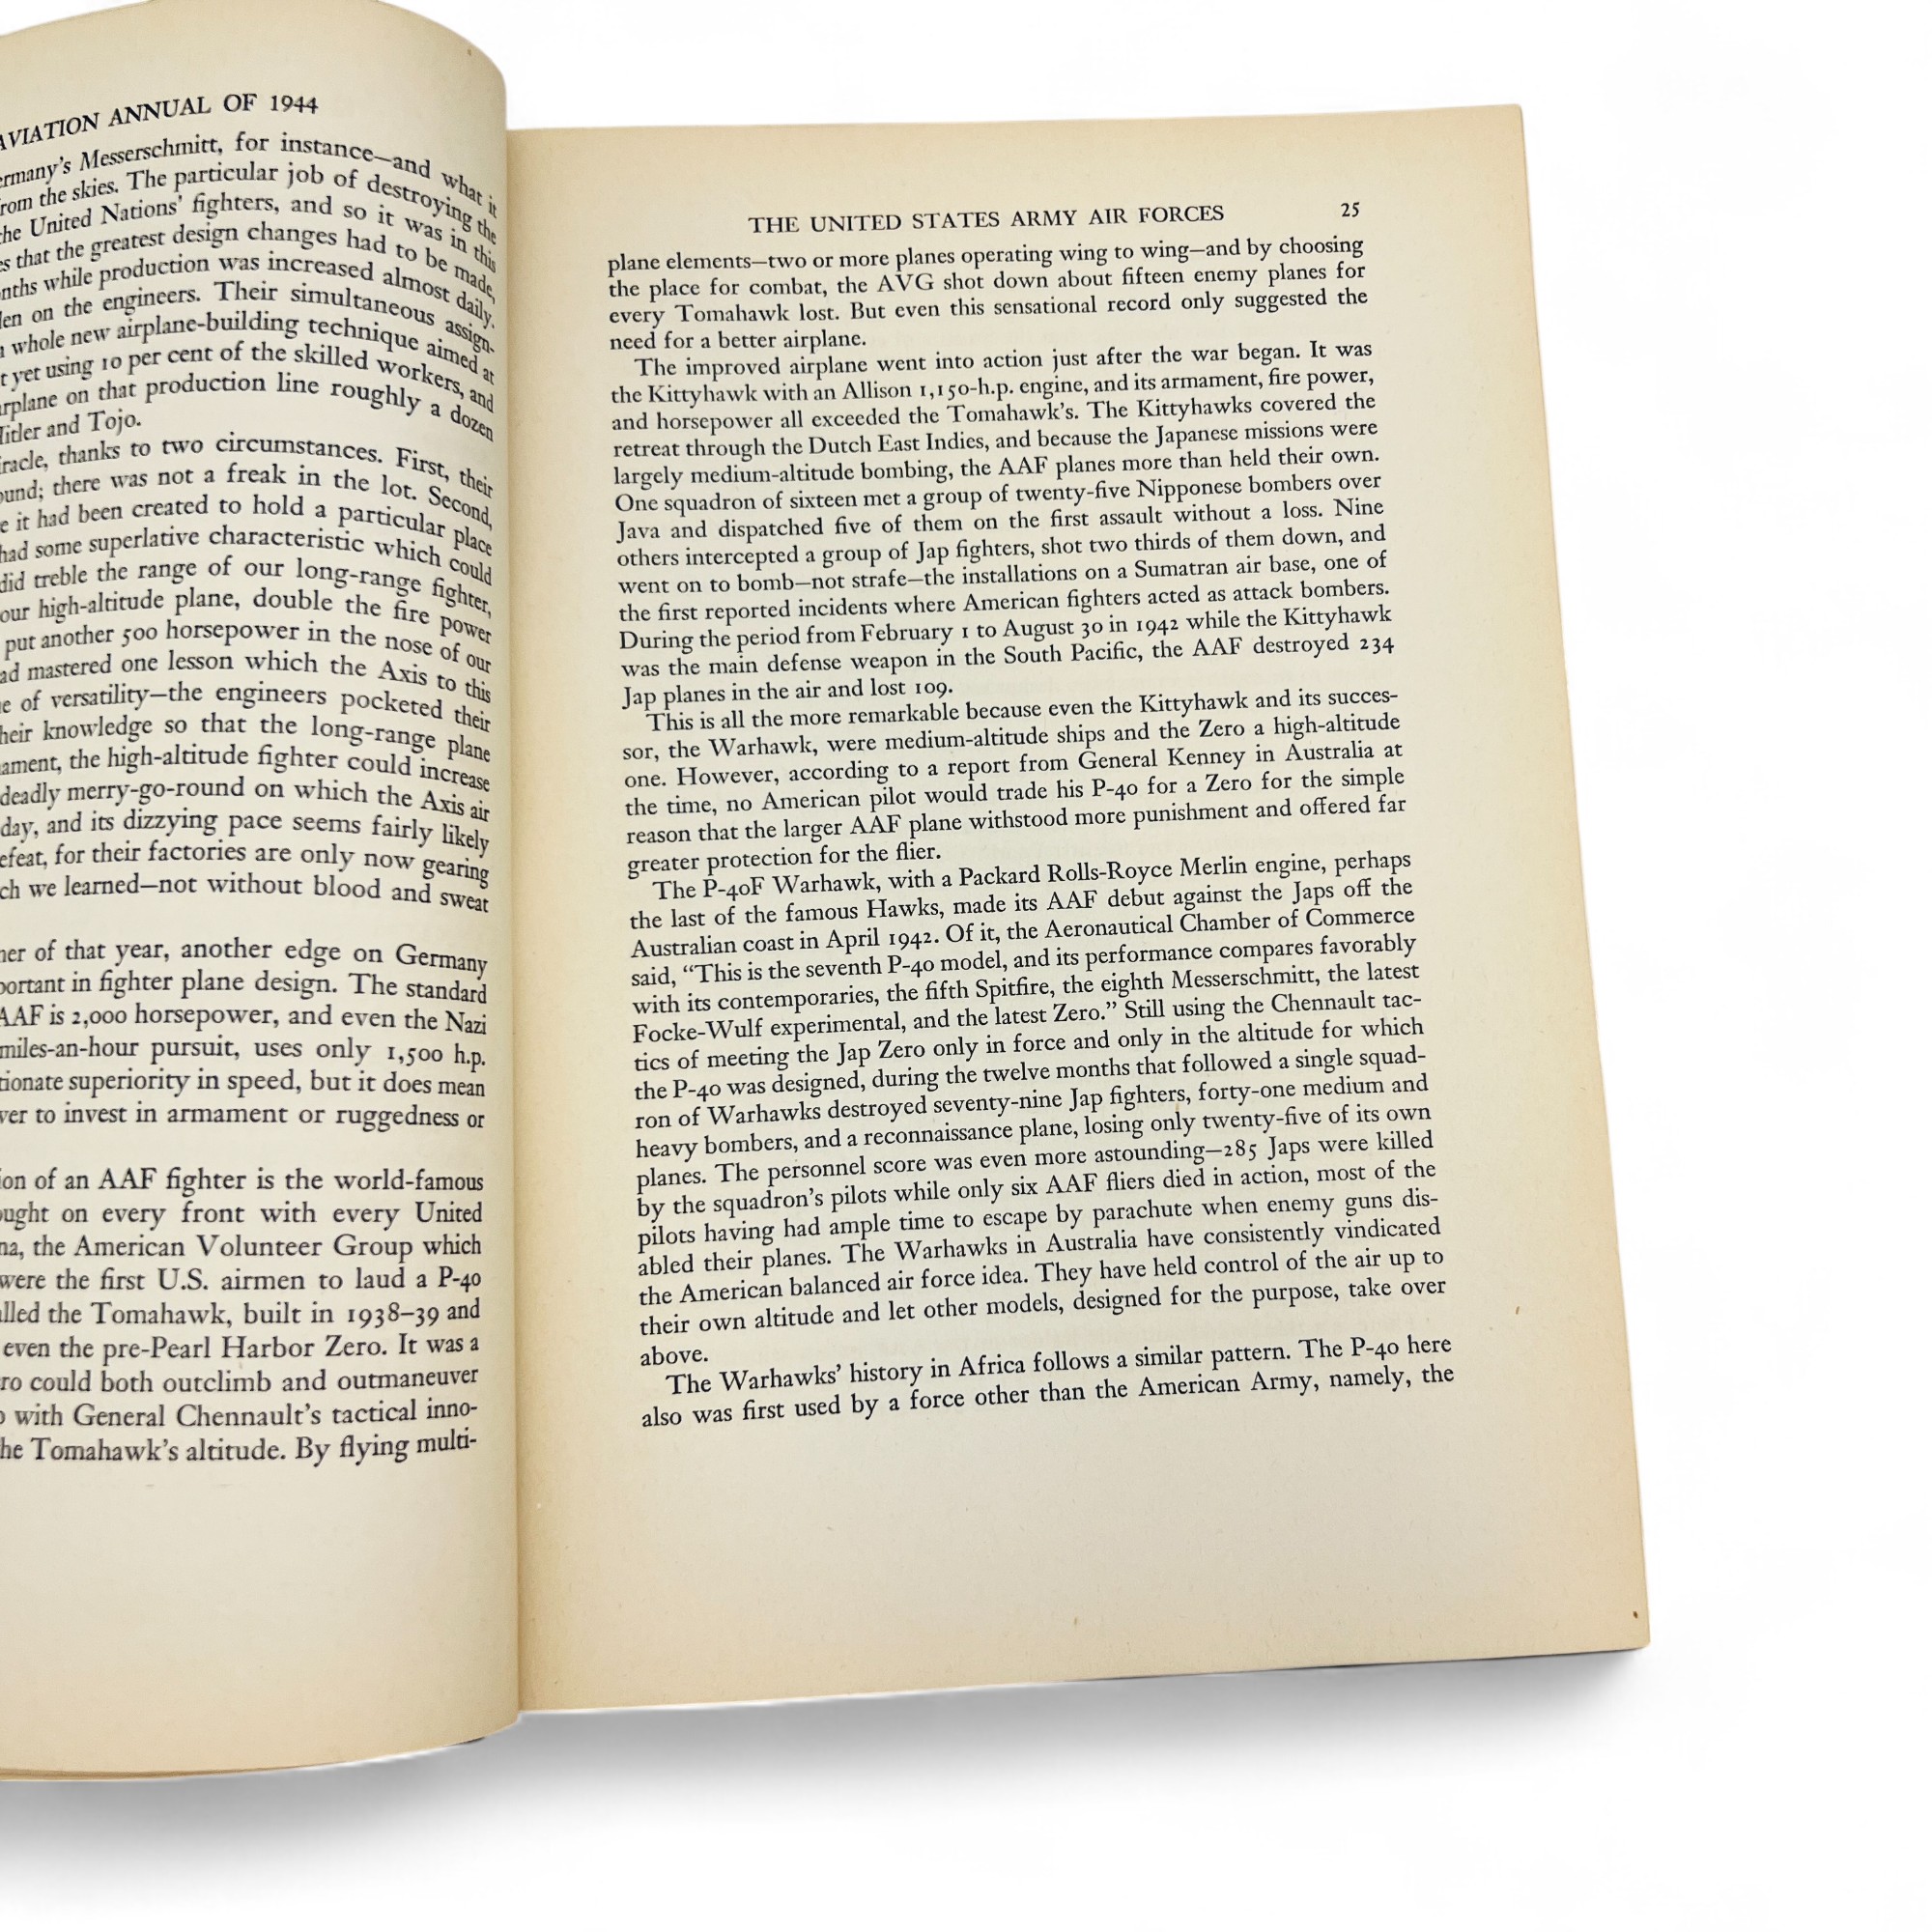 AVIATION ANNUAL OF 1944
Messerschmitt, for instance—and what it
from the skies. The particular job of destroying the
the United Nations' fighters, and so it was in this
that the greatest design changes had to be made,
while production was increased almost daily.
on the engineers. Their simultaneous assign-
whole new airplane-building technique aimed at
yet using 10 per cent of the skilled workers, and
on that production line roughly a dozen
Hitler and Tojo.
thanks to two circumstances. First, their
there was not a freak in the lot. Second,
it had been created to hold a particular place
had some superlative characteristic which could
did treble the range of our long-range fighter,
our high-altitude plane, double the fire power
put another 500 horsepower in the nose of our
mastered one lesson which the Axis to this
of versatility—the engineers pocketed their
their knowledge so that the long-range plane
the high-altitude fighter could increase
deadly merry-go-round on which the Axis air
day, and its dizzying pace seems fairly likely
for their factories are only now gearing
we learned—not without blood and sweat
of that year, another edge on Germany
in fighter plane design. The standard
AAF is 2,000 horsepower, and even the Nazi
miles-an-hour pursuit, uses only 1,500 h.p.
superiority in speed, but it does mean
to invest in armament or ruggedness or
of an AAF fighter is the world-famous
on every front with every United
the American Volunteer Group which
were the first U.S. airmen to laud a P-40
the Tomahawk, built in 1938–39 and
even the pre-Pearl Harbor Zero. It was a
could both outclimb and outmaneuver
with General Chennault's tactical inno-
the Tomahawk's altitude. By flying multi-
THE UNITED STATES ARMY AIR FORCES 25
plane elements—two or more planes operating wing to wing—and by choosing
the place for combat, the AVG shot down about fifteen enemy planes for
every Tomahawk lost. But even this sensational record only suggested the
need for a better airplane.
The improved airplane went into action just after the war began. It was
the Kittyhawk with an Allison 1,150-h.p. engine, and its armament, fire power,
and horsepower all exceeded the Tomahawk's. The Kittyhawks covered the
retreat through the Dutch East Indies, and because the Japanese missions were
largely medium-altitude bombing, the AAF planes more than held their own.
One squadron of sixteen met a group of twenty-five Nipponese bombers over
Java and dispatched five of them on the first assault without a loss. Nine
others intercepted a group of Jap fighters, shot two thirds of them down, and
went on to bomb—not strafe—the installations on a Sumatran air base, one of
the first reported incidents where American fighters acted as attack bombers.
During the period from February 1 to August 30 in 1942 while the Kittyhawk
was the main defense weapon in the South Pacific, the AAF destroyed 234
Jap planes in the air and lost 109.
This is all the more remarkable because even the Kittyhawk and its succes-
sor, the Warhawk, were medium-altitude ships and the Zero a high-altitude
one. However, according to a report from General Kenney in Australia at
the time, no American pilot would trade his P-40 for a Zero for the simple
reason that the larger AAF plane withstood more punishment and offered far
greater protection for the flier.
The P-40F Warhawk, with a Packard Rolls-Royce Merlin engine, perhaps
the last of the famous Hawks, made its AAF debut against the Japs off the
Australian coast in April 1942. Of it, the Aeronautical Chamber of Commerce
said, “This is the seventh P-40 model, and its performance compares favorably
with its contemporaries, the fifth Spitfire, the eighth Messerschmitt, the latest
Focke-Wulf experimental, and the latest Zero.” Still using the Chennault tac-
tics of meeting the Jap Zero only in force and only in the altitude for which
the P-40 was designed, during the twelve months that followed a single squad-
ron of Warhawks destroyed seventy-nine Jap fighters, forty-one medium and
heavy bombers, and a reconnaissance plane, losing only twenty-five of its own
planes. The personnel score was even more astounding—285 Japs were killed
by the squadron's pilots while only six AAF fliers died in action, most of the
pilots having had ample time to escape by parachute when enemy guns dis-
abled their planes. The Warhawks in Australia have consistently vindicated
the American balanced air force idea. They have held control of the air up to
their own altitude and let other models, designed for the purpose, take over
above.
The Warhawks' history in Africa follows a similar pattern. The P-40 here
also was first used by a force other than the American Army, namely, the